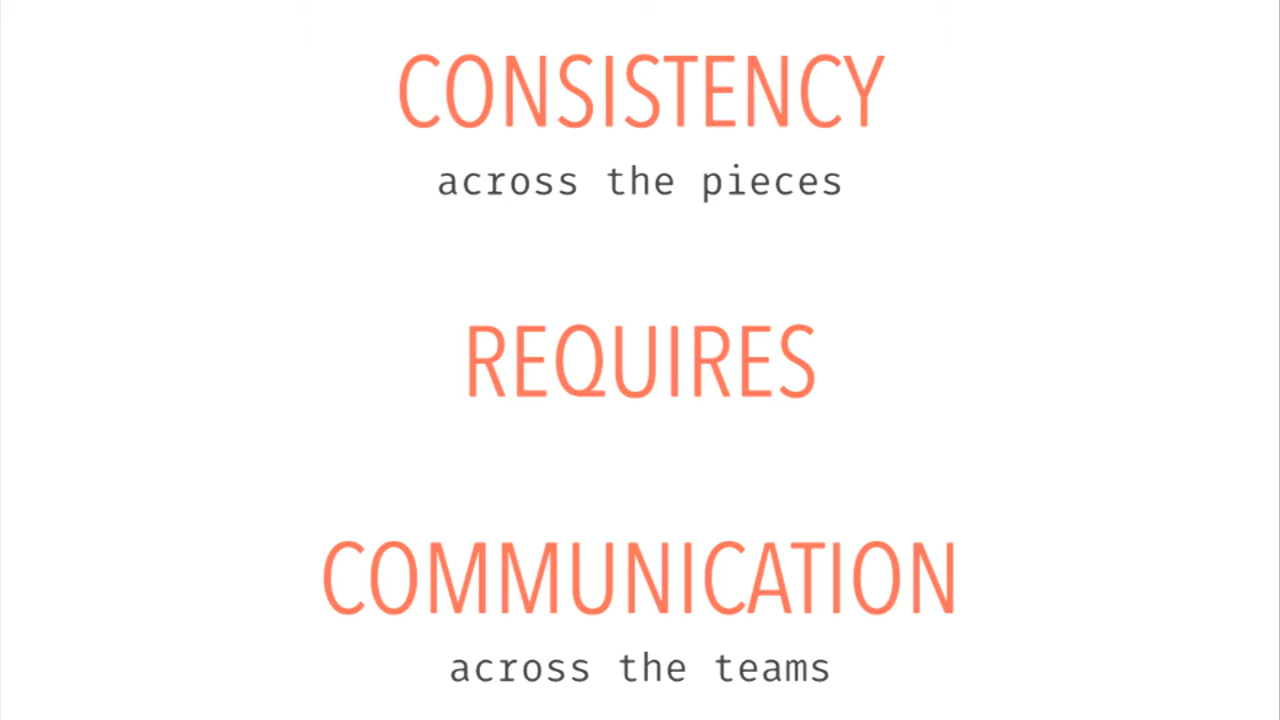 CONSISTENCY
across the pieces
REQUIRES
COMMUNICATION
across the teams